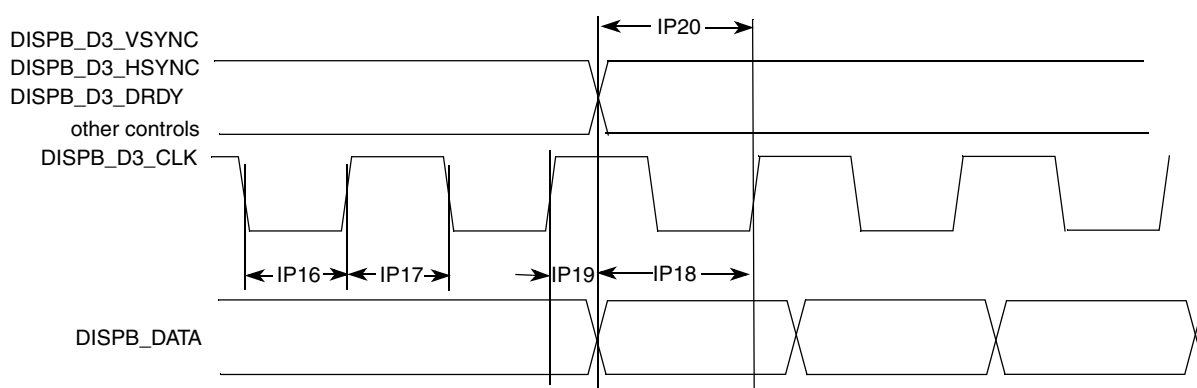 IP20
DISPB_D3_VSYNC
DISPB_D3_HSYNC
DISPB_D3_DRDY
other controls
DISPB_D3_CLK
IP16 IP17 IP19 IP18
DISPB_DATA